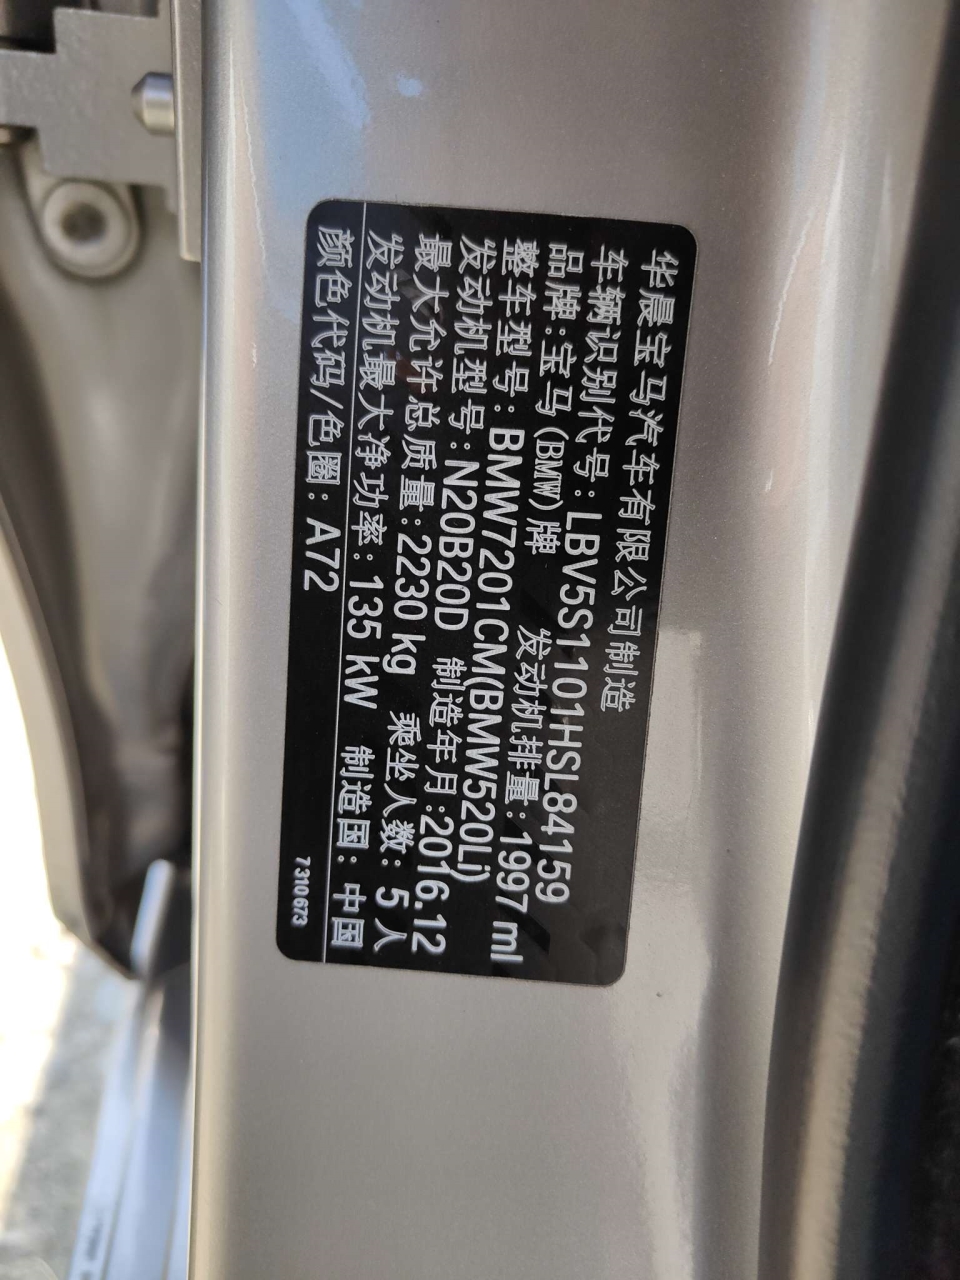 华晨宝马汽车有限公司制造
车辆识别代号:LBV5S1101HSL84159
品牌:宝马(BMW)牌 发动机排量:1997 ml
整车型号:BMW7201CM(BMW520Li)
发动机型号:N20B20D 制造年月:2016.12
最大允许总质量:2230 kg 乘坐人数:5人
发动机最大净功率:135 kW 制造国:中国
颜色代码/色圈:A72
7310673